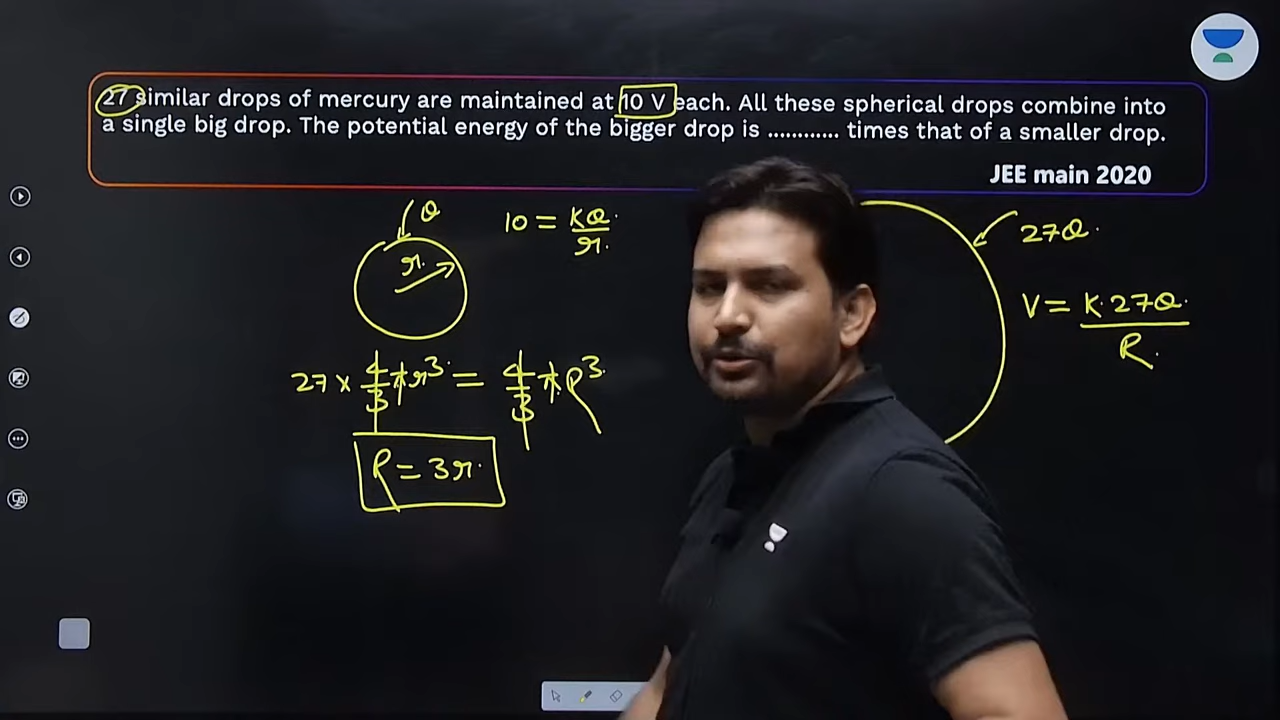 27 similar drops of mercury are maintained at 10 V each. All these spherical drops combine into
a single big drop. The potential energy of the bigger drop is ............ times that of a smaller drop.
JEE main 2020
Q
r.
10 = KQ/r.
27 × 4/3 πr³ = 4/3 πR³
R = 3r.
27Q.
V = K.27Q./R.